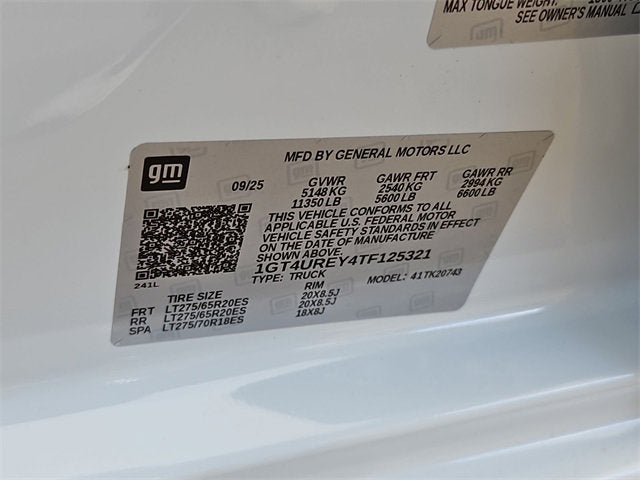 MAX TONGUE WEIGHT:
SEE OWNER'S MANUAL
gm
MFD BY GENERAL MOTORS LLC
09/25
GVWR GAWR FRT GAWR RR
5148 KG 2540 KG 2994 KG
11350 LB 5600 LB 6600 LB
THIS VEHICLE CONFORMS TO ALL
APPLICABLE U.S. FEDERAL MOTOR
VEHICLE SAFETY STANDARDS IN EFFECT
ON THE DATE OF MANUFACTURE
1GT4UREY4TF125321
241L
TYPE: TRUCK MODEL: 41TK20743
TIRE SIZE RIM
FRT LT275/65R20ES 20X8.5J
RR LT275/65R20ES 20X8.5J
SPA LT275/70R18ES 18X8J